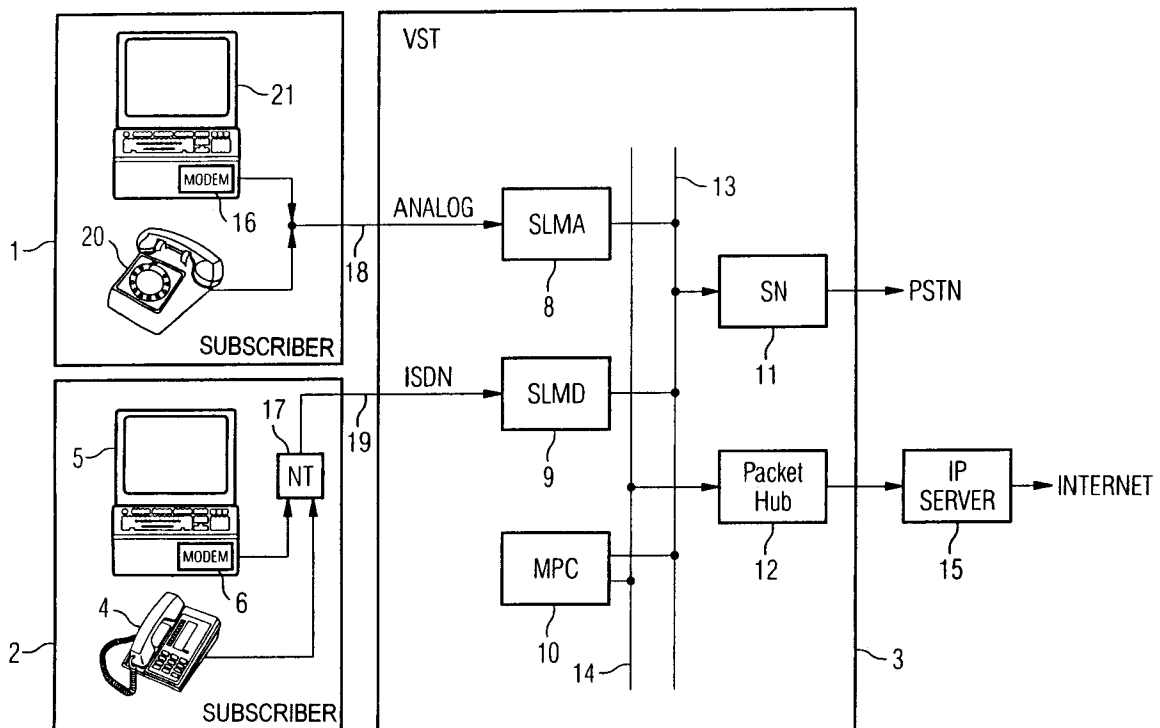 VST
21
MODEM
16
20
1
SUBSCRIBER
ANALOG
18
SLMA
8
13
SN
11
PSTN
ISDN
19
SLMD
9
17
NT
5
MODEM
6
4
2
SUBSCRIBER
MPC
10
14
Packet
Hub
12
IP
SERVER
15
INTERNET
3